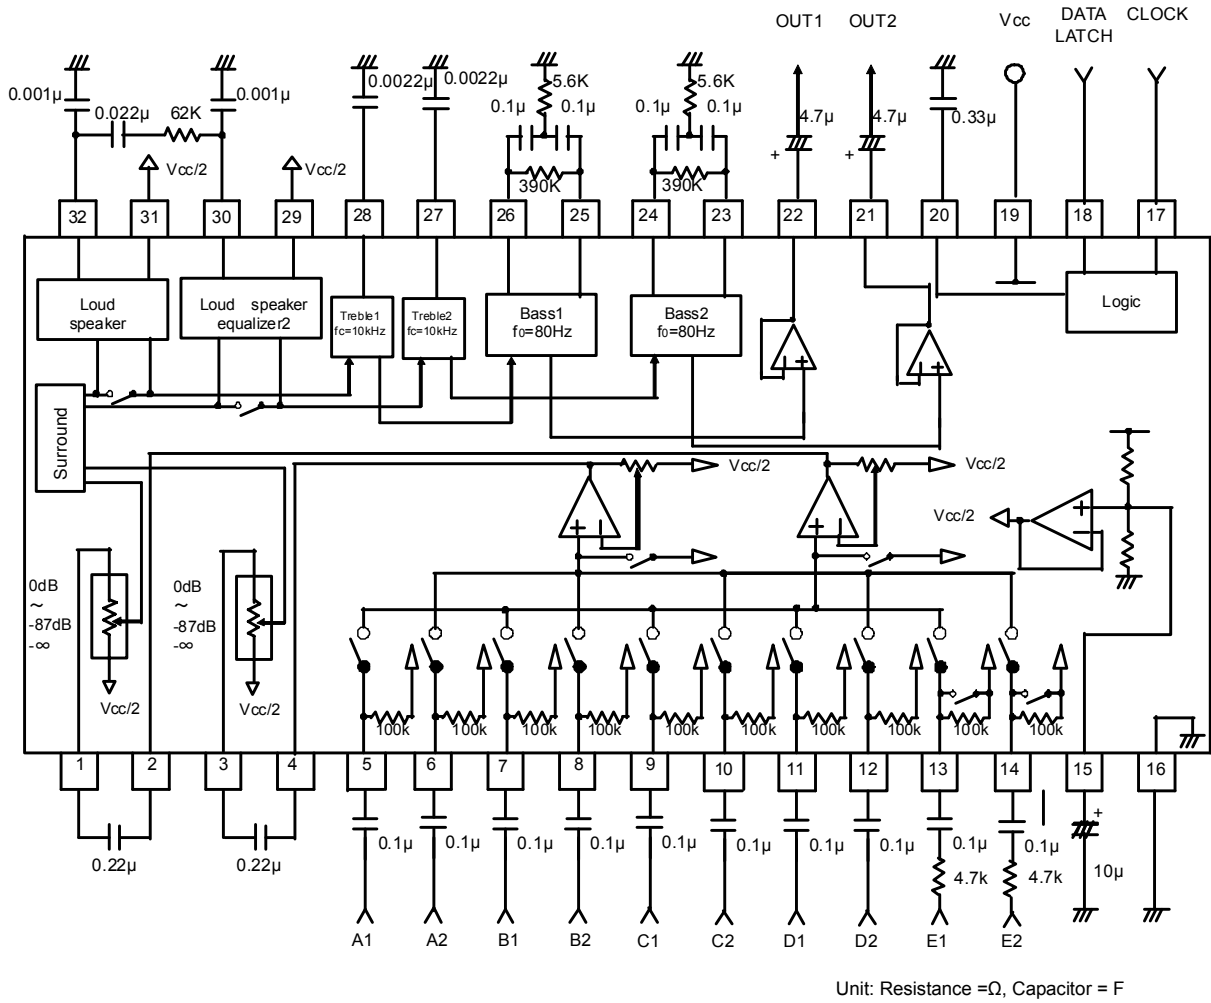 OUT1 OUT2 Vcc DATA LATCH CLOCK
0.001μ 0.022μ 62K 0.001μ 0.0022μ 0.0022μ 5.6K 0.1μ 0.1μ 5.6K 0.1μ 0.1μ 4.7μ 4.7μ 0.33μ
+ +
Vcc/2 Vcc/2 390K 390K
32 31 30 29 28 27 26 25 24 23 22 21 20 19 18 17
Loud speaker
Loud speaker equalizer2
Treble1 fc=10kHz
Treble2 fc=10kHz
Bass1 f0=80Hz
Bass2 f0=80Hz
Logic
+ +
Surround
Vcc/2 Vcc/2
Vcc/2
+ + +
0dB
~
-87dB
-∞
0dB
~
-87dB
-∞
Vcc/2 Vcc/2
100k 100k 100k 100k 100k 100k 100k 100k 100k 100k
1 2 3 4 5 6 7 8 9 10 11 12 13 14 15 16
+
0.22μ 0.22μ 0.1μ 0.1μ 0.1μ 0.1μ 0.1μ 0.1μ 0.1μ 0.1μ 0.1μ 0.1μ
4.7k 4.7k 10μ
A1 A2 B1 B2 C1 C2 D1 D2 E1 E2
Unit: Resistance =Ω, Capacitor = F